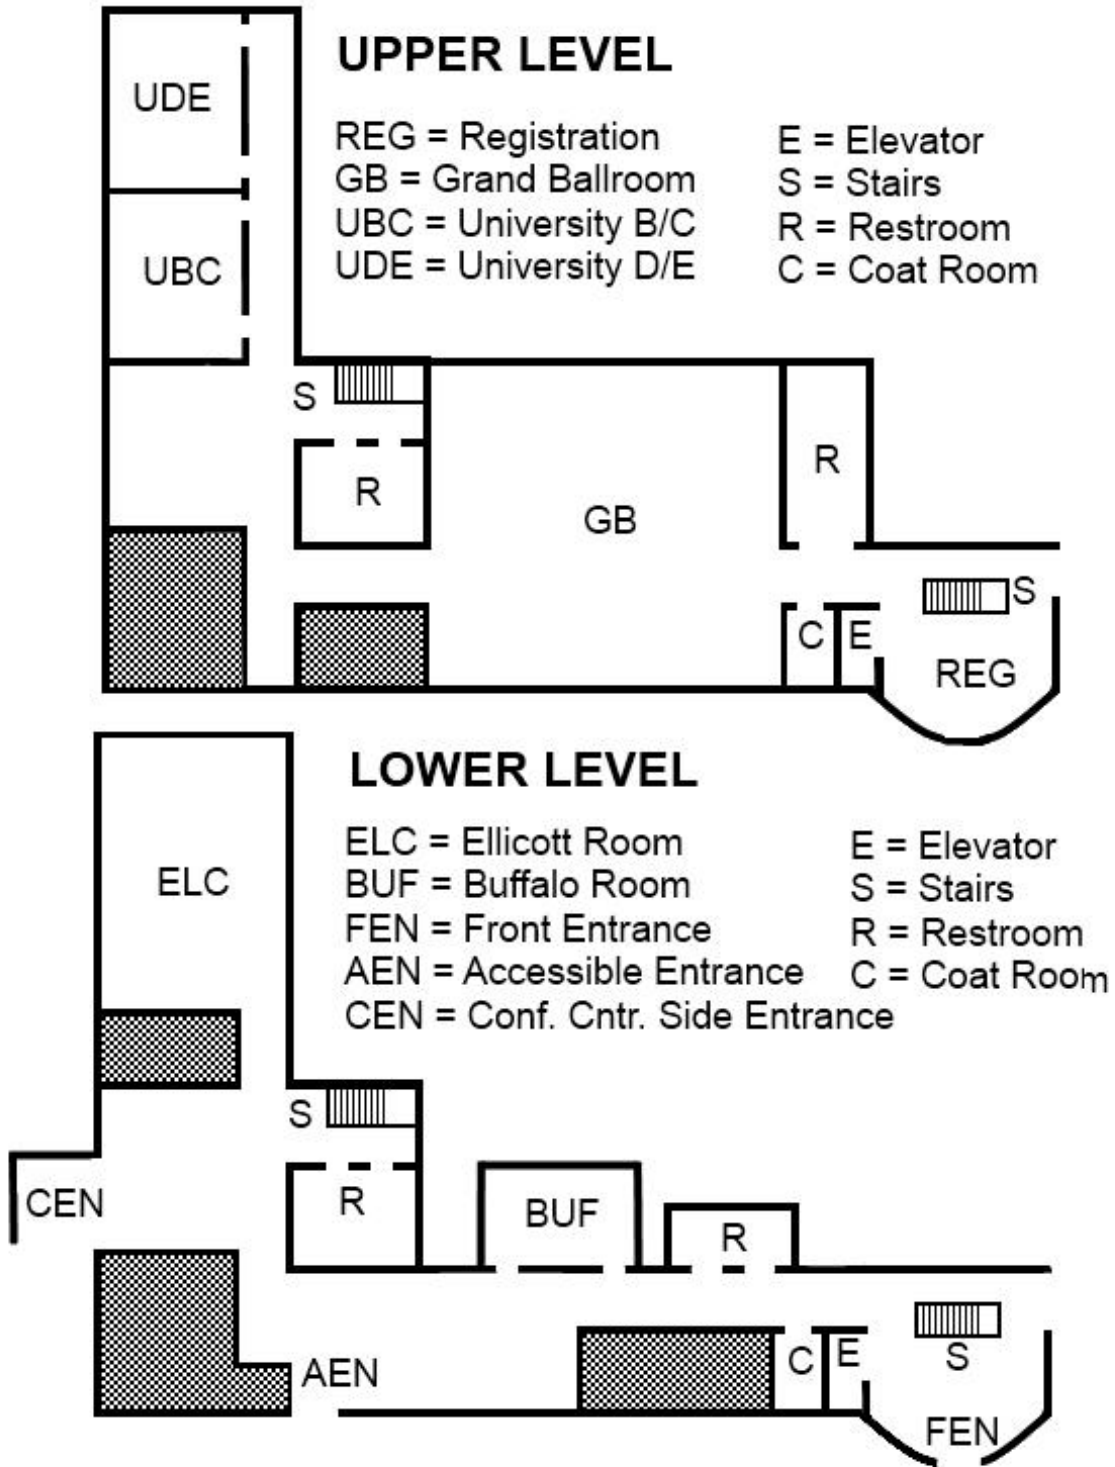 UPPER LEVEL
REG = Registration
GB = Grand Ballroom
UBC = University B/C
UDE = University D/E
E = Elevator
S = Stairs
R = Restroom
C = Coat Room
UDE
UBC
S
R
GB
R
S
C
E
REG
LOWER LEVEL
ELC = Ellicott Room
BUF = Buffalo Room
FEN = Front Entrance
AEN = Accessible Entrance
CEN = Conf. Cntr. Side Entrance
E = Elevator
S = Stairs
R = Restroom
C = Coat Room
ELC
S
CEN
R
BUF
R
AEN
C
E
S
FEN